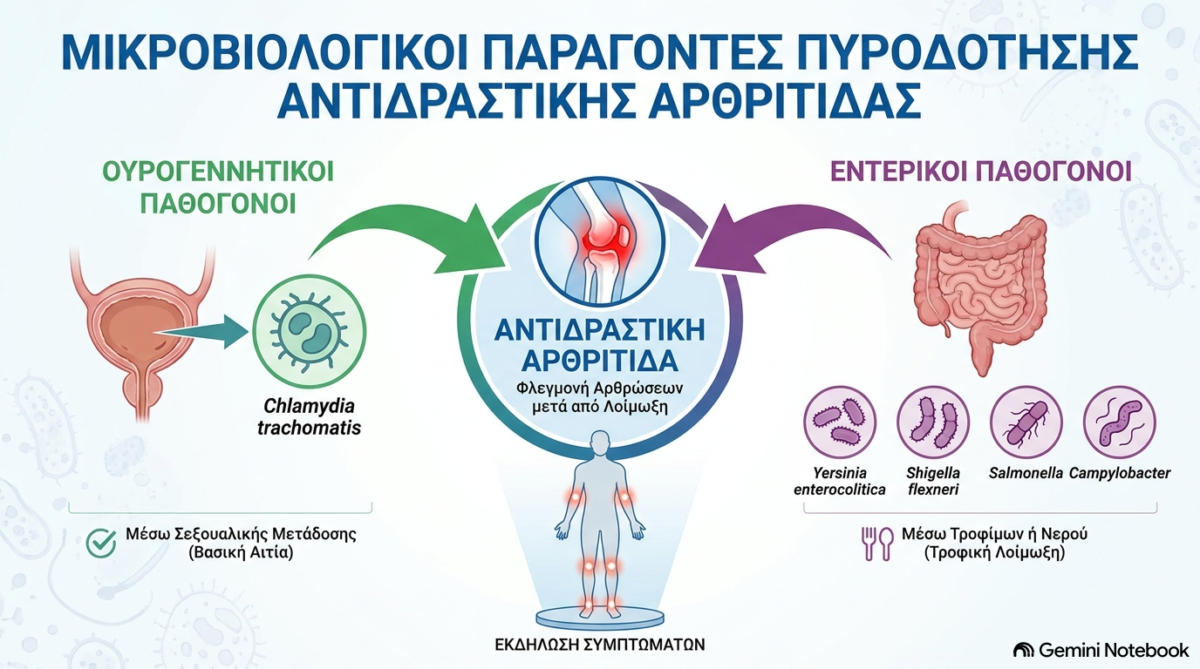 ΜΙΚΡΟΒΙΟΛΟΓΙΚΟΙ ΠΑΡΑΓΟΝΤΕΣ ΠΥΡΟΔΟΤΗΣΗΣ
ΑΝΤΙΔΡΑΣΤΙΚΗΣ ΑΡΘΡΙΤΙΔΑΣ
ΟΥΡΟΓΕΝΝΗΤΙΚΟΙ
ΠΑΘΟΓΟΝΟΙ
Chlamydia
trachomatis
Μέσω Σεξουαλικής Μετάδοσης
(Βασική Αιτία)
ΑΝΤΙΔΡΑΣΤΙΚΗ
ΑΡΘΡΙΤΙΔΑ
Φλεγμονή Αρθρώσεων
μετά από Λοίμωξη
ΕΚΔΗΛΩΣΗ ΣΥΜΠΤΩΜΑΤΩΝ
ΕΝΤΕΡΙΚΟΙ ΠΑΘΟΓΟΝΟΙ
Yersinia
enterocolitica
Shigella
flexneri
Salmonella
Campylobacter
Μέσω Τροφίμων ή Νερού
(Τροφική Λοίμωξη)
Gemini Notebook